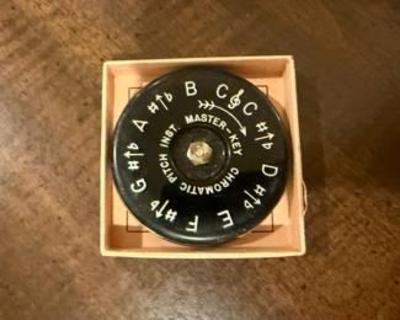 C 𝄞 C ♯↑♭ D ♯↑♭ E F ♯↑♭ G ♯↑♭ A ♯↑♭ B
MASTER-KEY CHROMATIC PITCH INST.